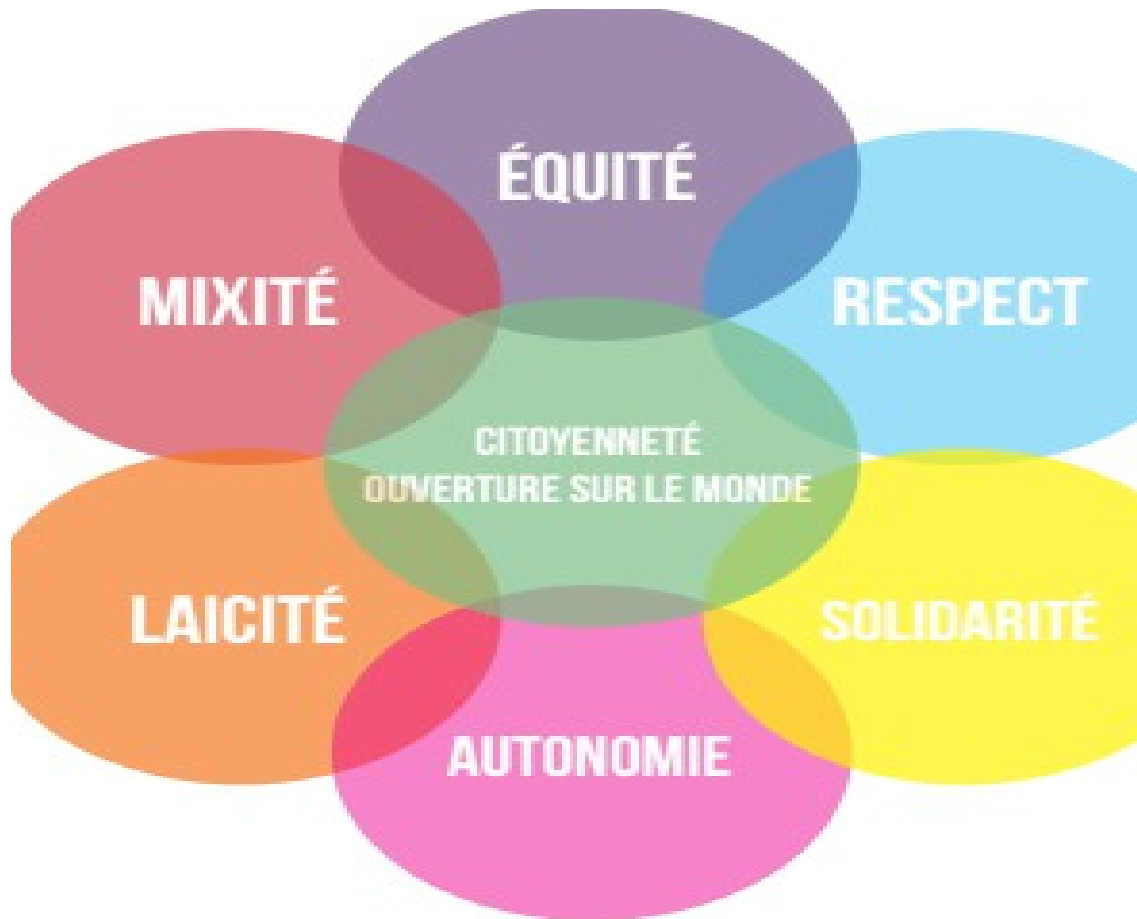 ÉQUITÉ
MIXITÉ
RESPECT
CITOYENNETÉ
OUVERTURE SUR LE MONDE
LAICITÉ
SOLIDARITÉ
AUTONOMIE